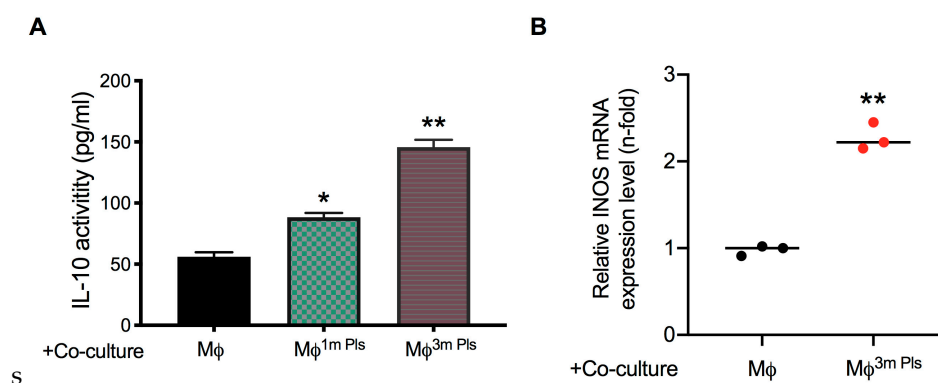 A
B
IL-10 activitity (pg/ml)
200
150
100
50
0
*
**
+Co-culture
Mϕ
Mϕ1m Pls
Mϕ3m Pls
s
Relative INOS mRNA
expression level (n-fold)
3
2
1
0
**
+Co-culture
Mϕ
Mϕ3m Pls